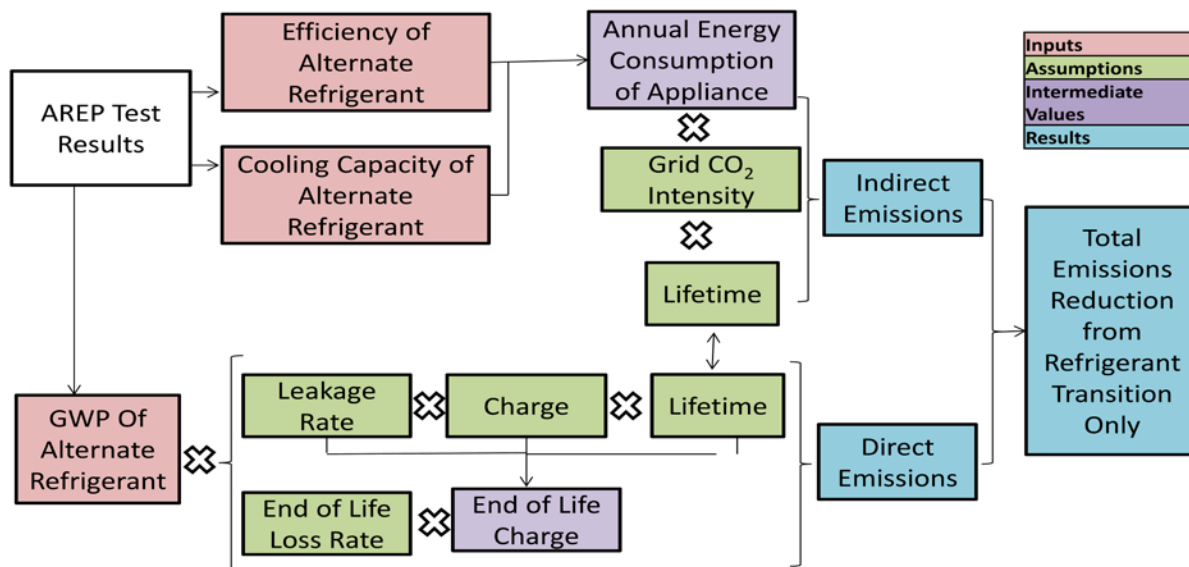 Efficiency of
Alternate
Refrigerant
Annual Energy
Consumption
of Appliance
Inputs
Assumptions
Intermediate
Values
Results
AREP Test
Results
Cooling Capacity of
Alternate
Refrigerant
Grid CO₂
Intensity
Indirect
Emissions
Total
Emissions
Reduction
from
Refrigerant
Transition
Only
Lifetime
GWP Of
Alternate
Refrigerant
Leakage
Rate
Charge
Lifetime
Direct
Emissions
End of Life
Loss Rate
End of Life
Charge